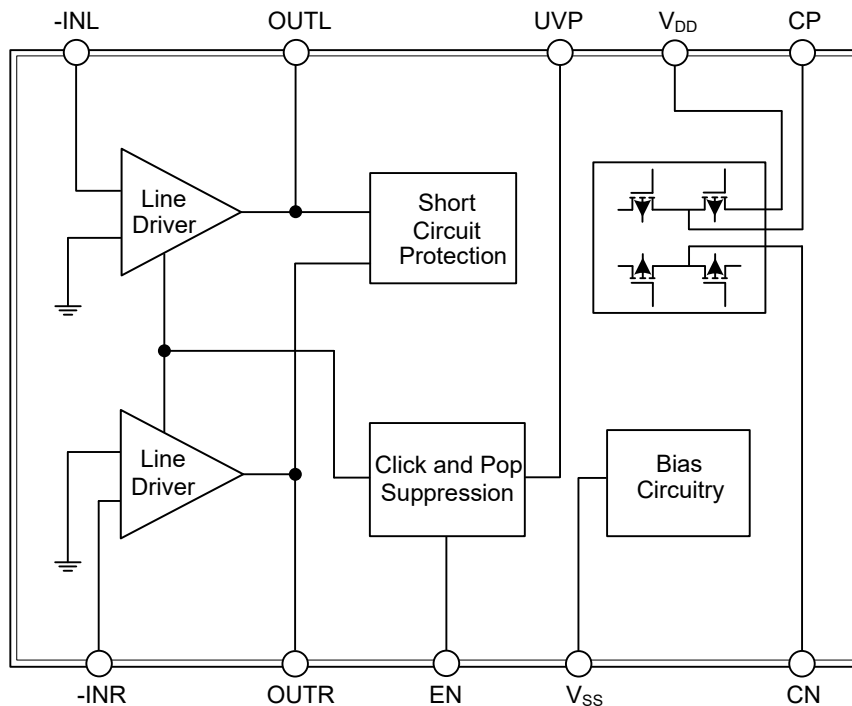 -INL
OUTL
UVP
VDD
CP
Line
Driver
Short
Circuit
Protection
Line
Driver
Click and Pop
Suppression
Bias
Circuitry
-INR
OUTR
EN
VSS
CN